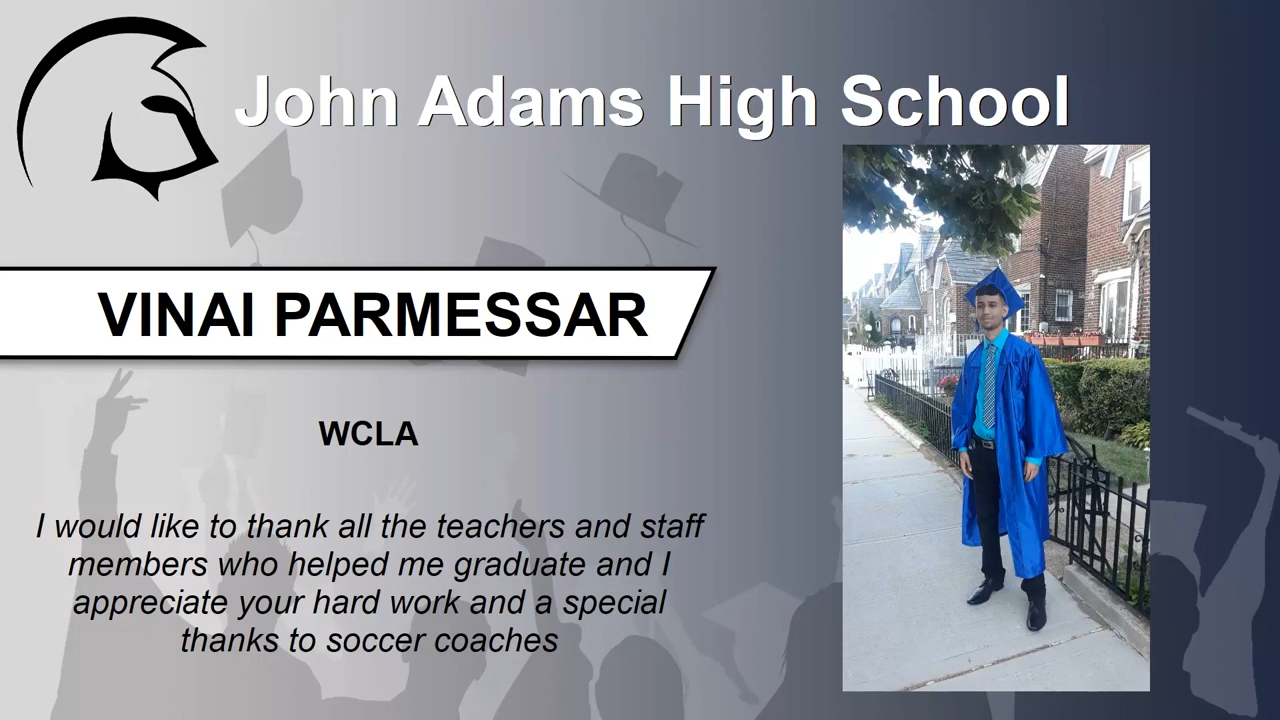 John Adams High School
VINAI PARMESSAR
WCLA
I would like to thank all the teachers and staff
members who helped me graduate and I
appreciate your hard work and a special
thanks to soccer coaches